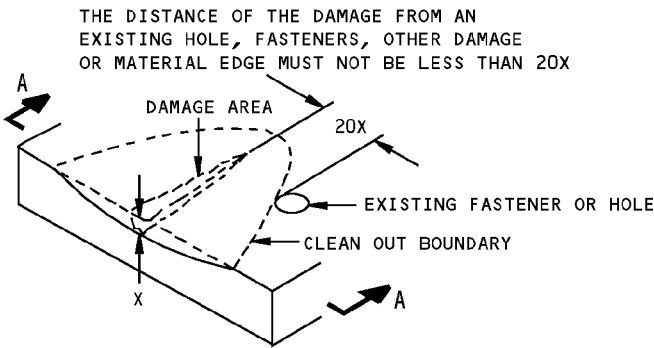 THE DISTANCE OF THE DAMAGE FROM AN
EXISTING HOLE, FASTENERS, OTHER DAMAGE
OR MATERIAL EDGE MUST NOT BE LESS THAN 20X
A
DAMAGE AREA
20X
EXISTING FASTENER OR HOLE
CLEAN OUT BOUNDARY
X
A